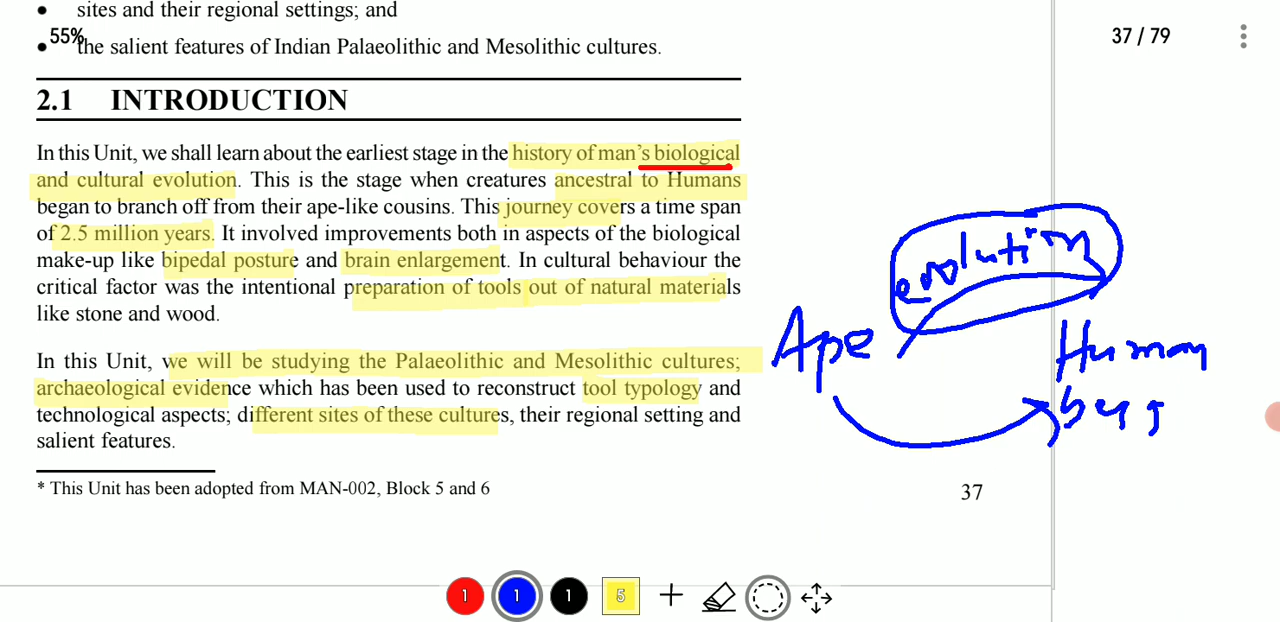 • sites and their regional settings; and
55%
• the salient features of Indian Palaeolithic and Mesolithic cultures.
37 / 79
2.1 INTRODUCTION
In this Unit, we shall learn about the earliest stage in the history of man's biological
and cultural evolution. This is the stage when creatures ancestral to Humans
began to branch off from their ape-like cousins. This journey covers a time span
of 2.5 million years. It involved improvements both in aspects of the biological
make-up like bipedal posture and brain enlargement. In cultural behaviour the
critical factor was the intentional preparation of tools out of natural materials
like stone and wood.
In this Unit, we will be studying the Palaeolithic and Mesolithic cultures;
archaeological evidence which has been used to reconstruct tool typology and
technological aspects; different sites of these cultures, their regional setting and
salient features.
* This Unit has been adopted from MAN-002, Block 5 and 6
37
evolution
Ape
Human
1 1 1 5